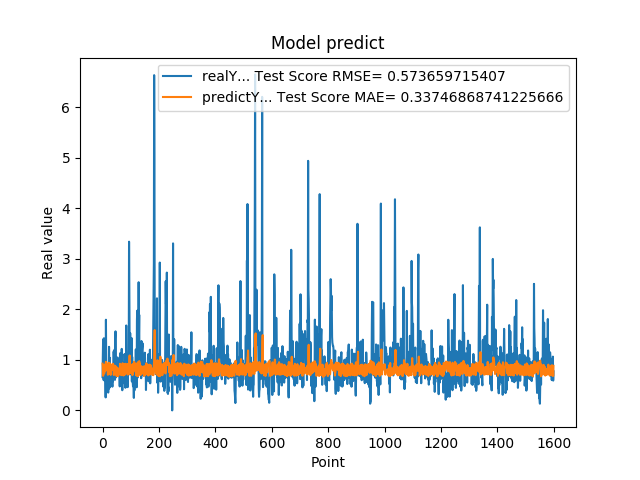 Model predict
realY... Test Score RMSE= 0.573659715407
predictY... Test Score MAE= 0.33746868741225666
Real value
6
5
4
3
2
1
0
0 200 400 600 800 1000 1200 1400 1600
Point